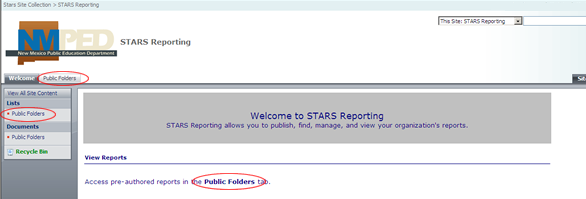 Stars Site Collection > STARS Reporting
This Site: STARS Reporting
NMPED
New Mexico Public Education Department
STARS Reporting
Welcome Public Folders Sit
View All Site Content
Lists
Public Folders
Documents
Public Folders
Recycle Bin
Welcome to STARS Reporting
STARS Reporting allows you to publish, find, manage, and view your organization's reports.
View Reports
Access pre-authored reports in the Public Folders tab.